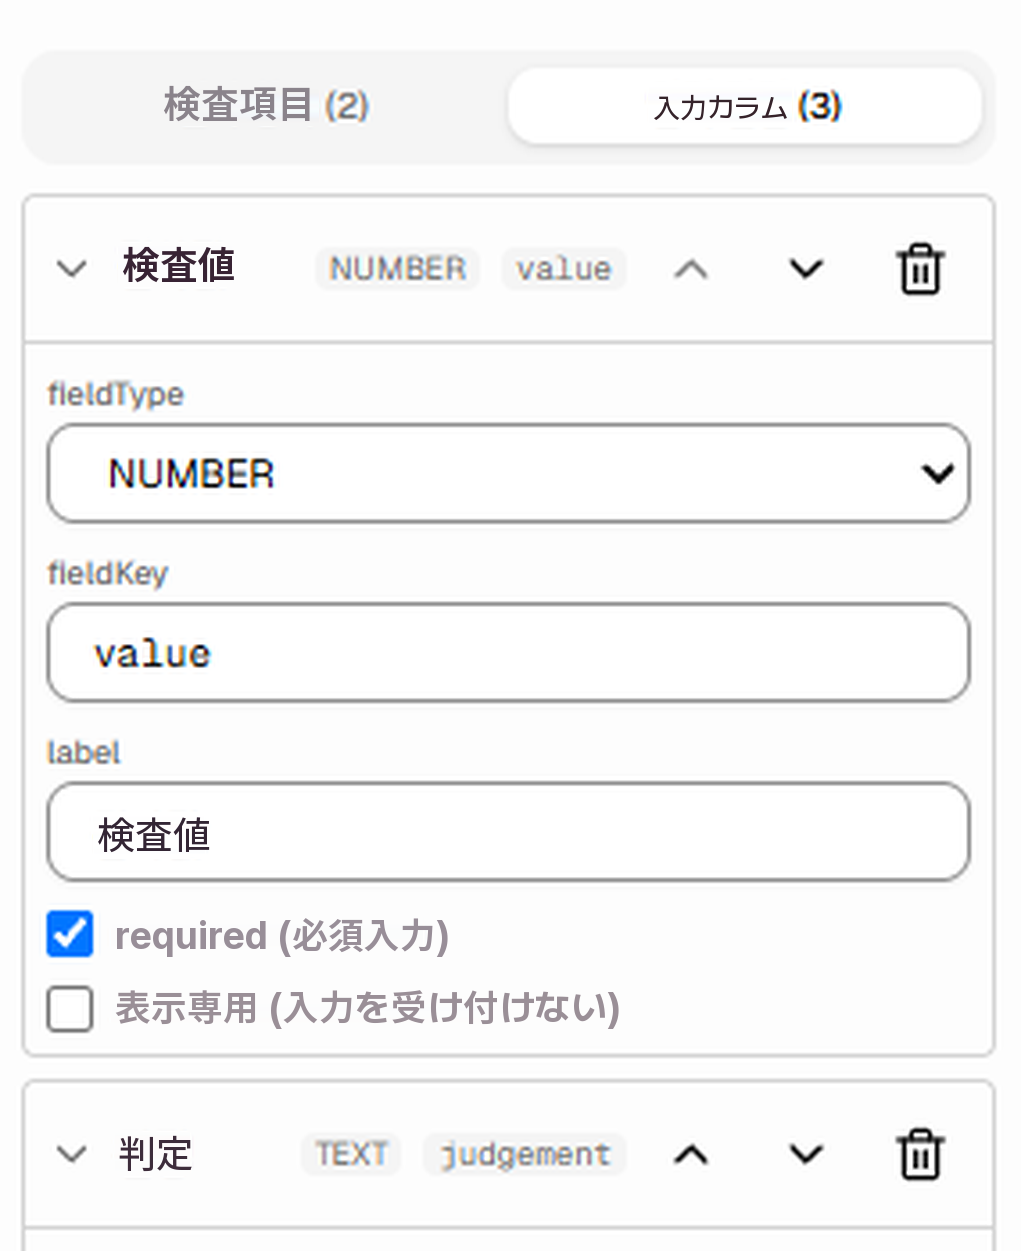 検査項目 (2) 入力カラム (3)
検査値 NUMBER value
fieldType
NUMBER
fieldKey
value
label
検査値
required (必須入力)
表示専用 (入力を受け付けない)
判定 TEXT judgement